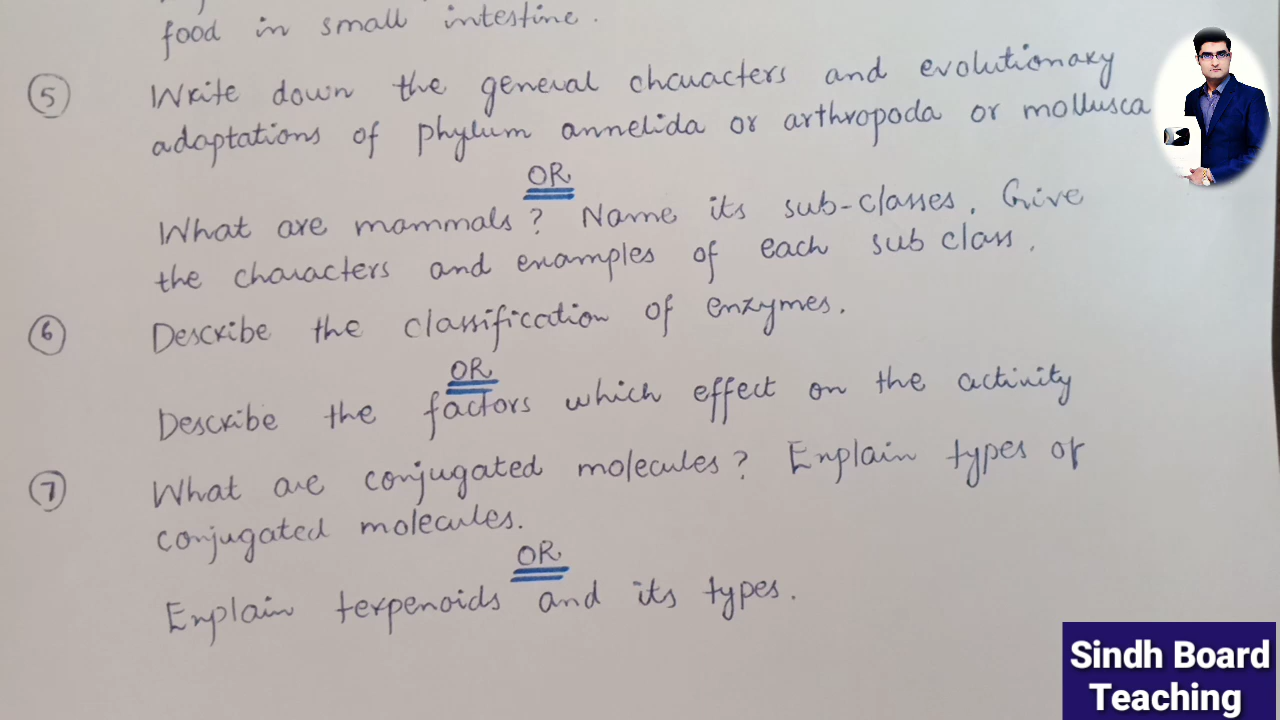 food in small intestine.
5 Write down the general characters and evolutionary
adaptations of phylum annelida or arthropoda or mollusca
OR
What are mammals? Name its sub-classes. Give
the characters and examples of each sub class.
6 Describe the classification of enzymes.
OR
Describe the factors which effect on the activity
7 What are conjugated molecules? Explain types of
conjugated molecules.
OR
Explain terpenoids and its types.
Sindh Board
Teaching